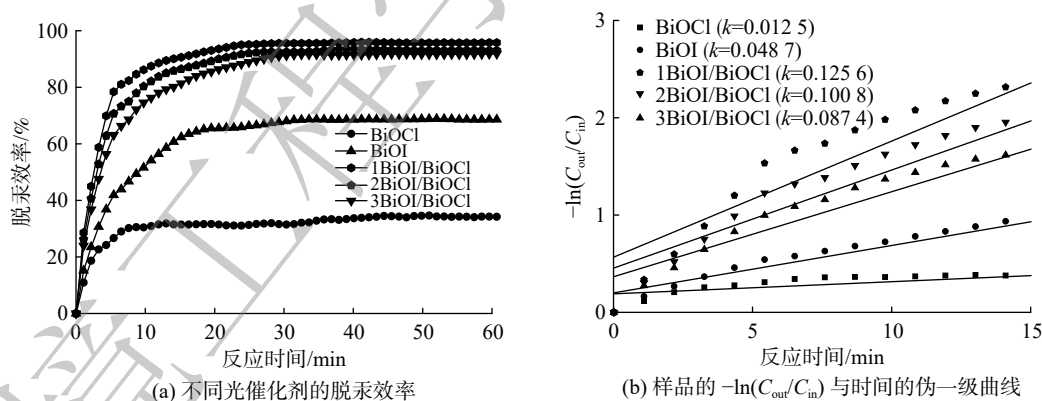 100
80
60
40
20
0
脱汞效率/%
BiOCl
BiOI
1BiOI/BiOCl
2BiOI/BiOCl
3BiOI/BiOCl
0 10 20 30 40 50 60
反应时间/min
(a) 不同光催化剂的脱汞效率
3
2
1
0
−ln(Cout/Cin)
BiOCl (k=0.012 5)
BiOI (k=0.048 7)
1BiOI/BiOCl (k=0.125 6)
2BiOI/BiOCl (k=0.100 8)
3BiOI/BiOCl (k=0.087 4)
0 5 10 15
反应时间/min
(b) 样品的 −ln(Cout/Cin) 与时间的伪一级曲线